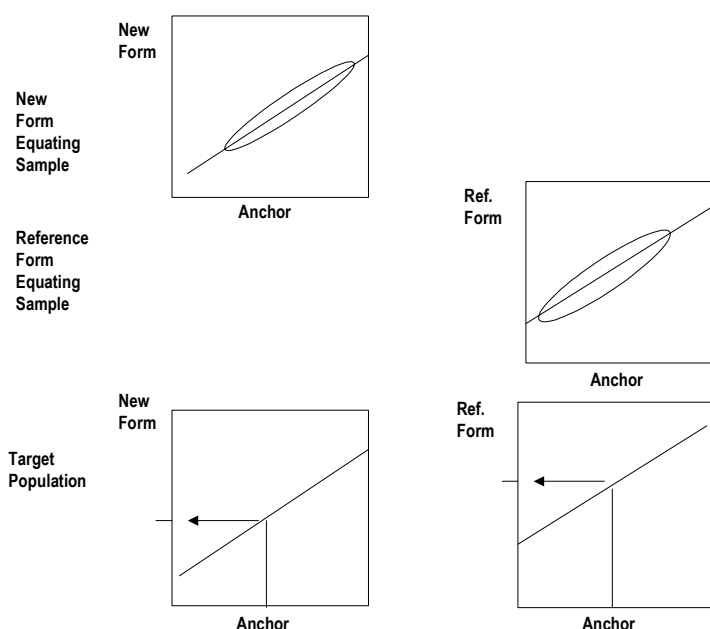 New
Form
New
Form
Equating
Sample
Anchor
Ref.
Form
Reference
Form
Equating
Sample
Anchor
New
Form
Ref.
Form
Target
Population
Anchor
Anchor